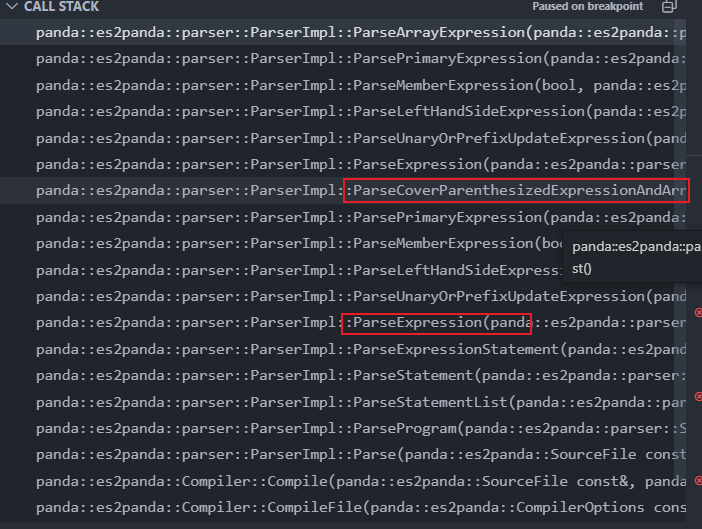 CALL STACK
Paused on breakpoint
panda::es2panda::parser::ParserImpl::ParseArrayExpression(panda::es2panda::p
panda::es2panda::parser::ParserImpl::ParsePrimaryExpression(panda::es2panda:
panda::es2panda::parser::ParserImpl::ParseMemberExpression(bool, panda::es2p
panda::es2panda::parser::ParserImpl::ParseLeftHandSideExpression(panda::es2p
panda::es2panda::parser::ParserImpl::ParseUnaryOrPrefixUpdateExpression(pand
panda::es2panda::parser::ParserImpl::ParseExpression(panda::es2panda::parser
panda::es2panda::parser::ParserImpl::ParseCoverParenthesizedExpressionAndArr
panda::es2panda::parser::ParserImpl::ParsePrimaryExpression(panda::es2panda:
panda::es2panda::parser::ParserImpl::ParseMemberExpression(boo
panda::es2panda::pa
st()
panda::es2panda::parser::ParserImpl::ParseLeftHandSideExpress
panda::es2panda::parser::ParserImpl::ParseUnaryOrPrefixUpdateExpression(pand
panda::es2panda::parser::ParserImpl::ParseExpression(panda::es2panda::parser
panda::es2panda::parser::ParserImpl::ParseExpressionStatement(panda::es2pand
panda::es2panda::parser::ParserImpl::ParseStatement(panda::es2panda::parser:
panda::es2panda::parser::ParserImpl::ParseStatementList(panda::es2panda::par
panda::es2panda::parser::ParserImpl::ParseProgram(panda::es2panda::parser::S
panda::es2panda::parser::ParserImpl::Parse(panda::es2panda::SourceFile const
panda::es2panda::Compiler::Compile(panda::es2panda::SourceFile const&, panda
panda::es2panda::Compiler::CompileFile(panda::es2panda::CompilerOptions cons